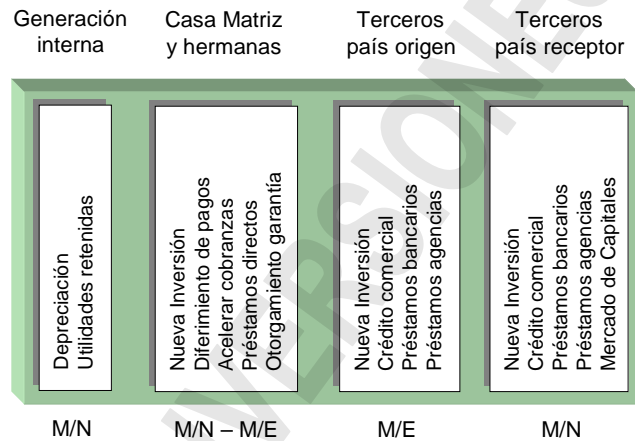 Generación
interna
Casa Matriz
y hermanas
Terceros
país origen
Terceros
país receptor
Depreciación
Utilidades retenidas
Nueva Inversión
Diferimiento de pagos
Acelerar cobranzas
Préstamos directos
Otorgamiento garantía
Nueva Inversión
Crédito comercial
Préstamos bancarios
Préstamos agencias
Nueva Inversión
Crédito comercial
Préstamos bancarios
Préstamos agencias
Mercado de Capitales
M/N
M/N – M/E
M/E
M/N